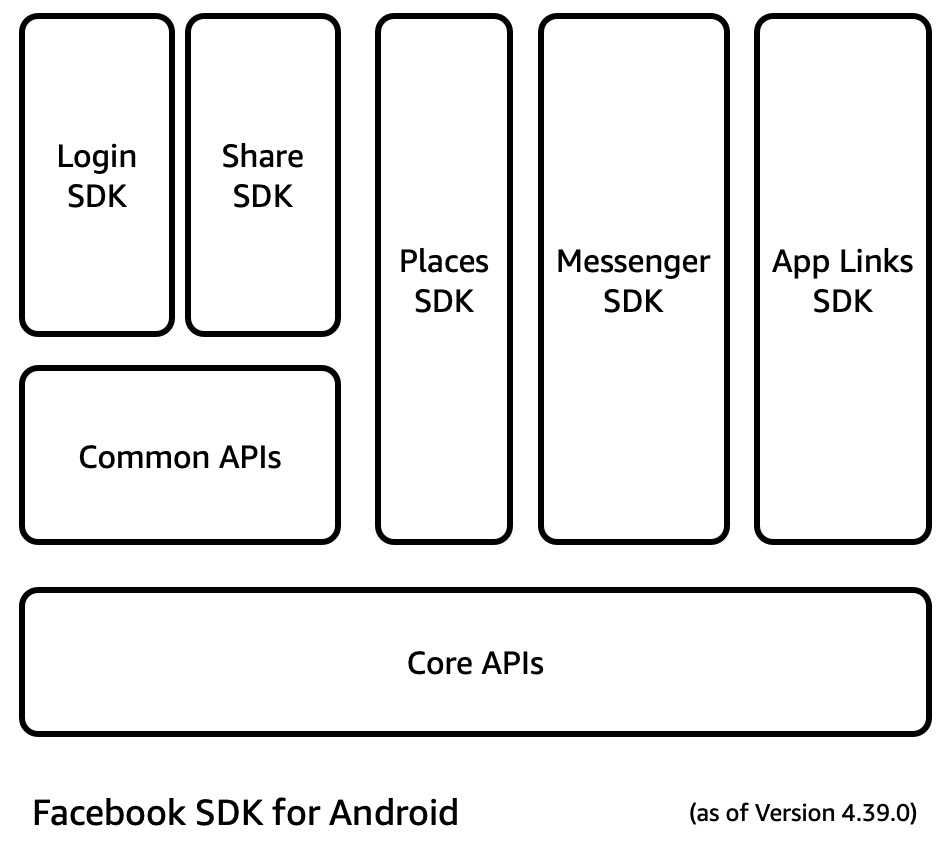 Login
SDK
Share
SDK
Places
SDK
Messenger
SDK
App Links
SDK
Common APIs
Core APIs
Facebook SDK for Android
(as of Version 4.39.0)